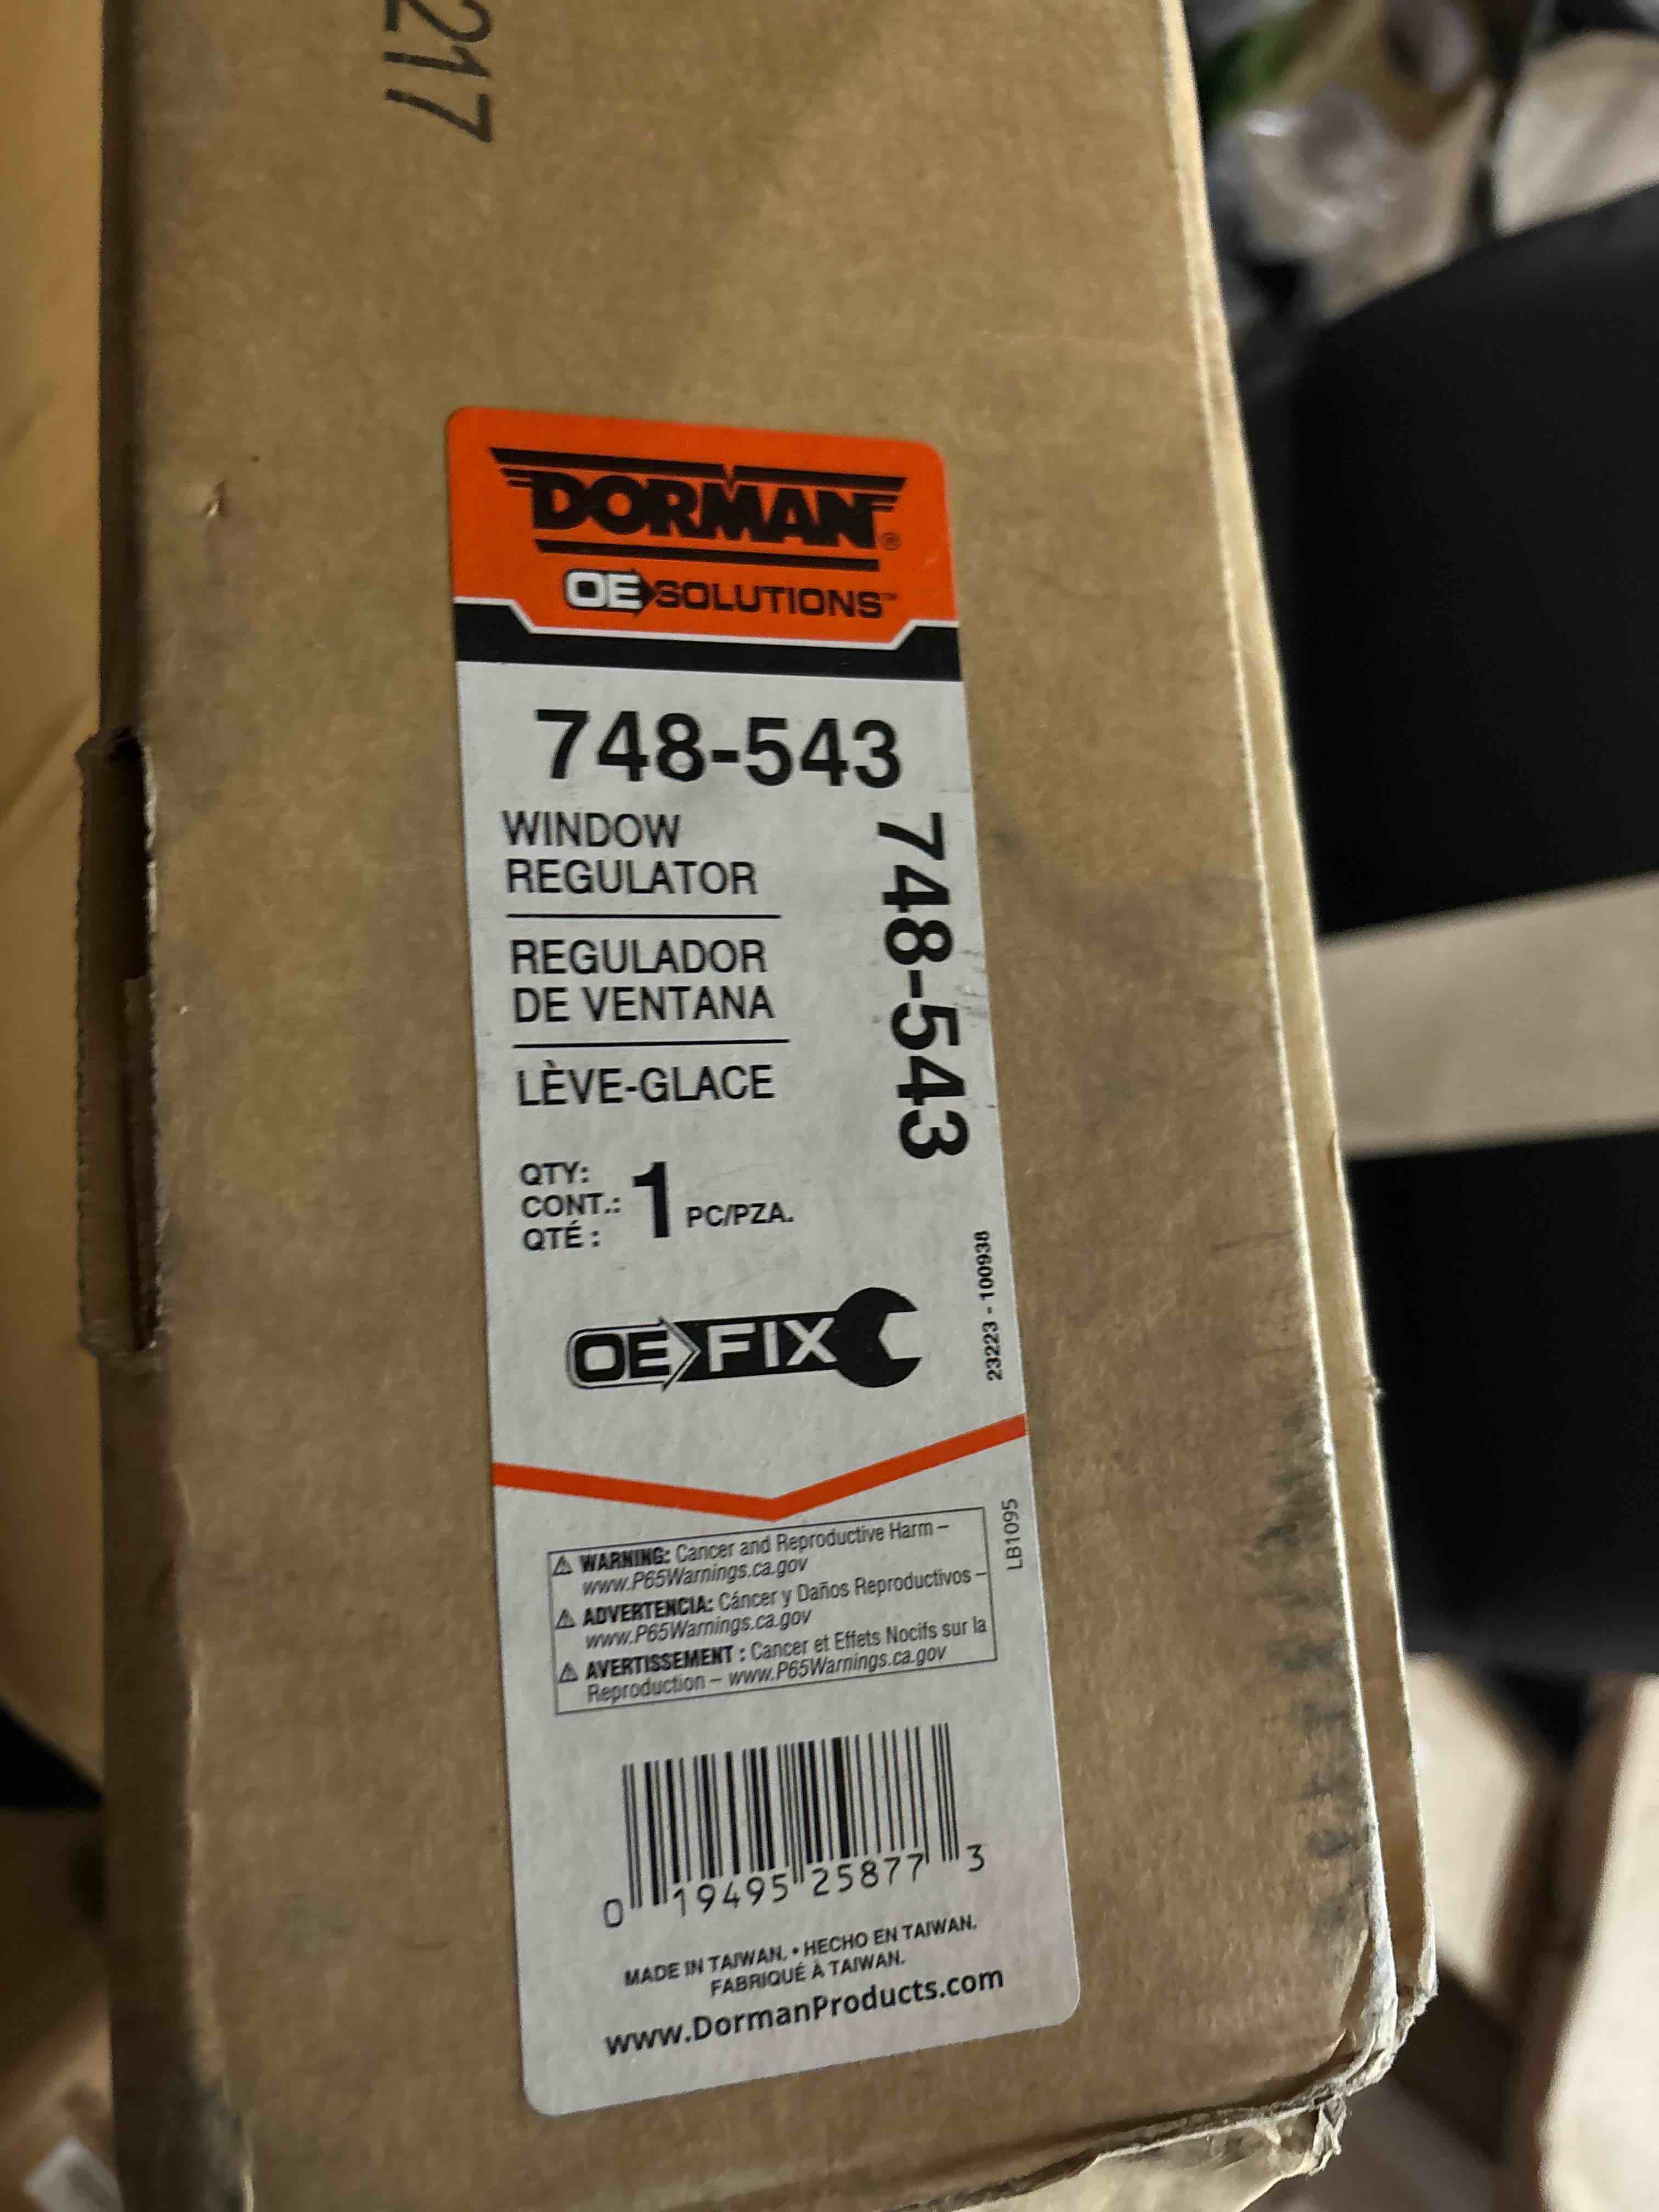 217
DORMAN®
OE SOLUTIONS™
748-543
WINDOW
REGULATOR
748-543
REGULADOR
DE VENTANA
LÈVE-GLACE
QTY:
CONT.: 1 PC/PZA.
QTÉ :
23223 - 100938
OE FIX
LB1095
⚠ WARNING: Cancer and Reproductive Harm –
www.P65Warnings.ca.gov
⚠ ADVERTENCIA: Cáncer y Daños Reproductivos –
www.P65Warnings.ca.gov
⚠ AVERTISSEMENT : Cancer et Effets Nocifs sur la
Reproduction – www.P65Warnings.ca.gov
0 19495 25877 3
MADE IN TAIWAN. • HECHO EN TAIWAN.
FABRIQUÉ À TAIWAN.
www.DormanProducts.com